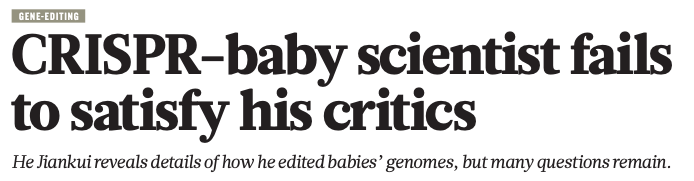 GENE-EDITING
CRISPR–baby scientist fails
to satisfy his critics
He Jiankui reveals details of how he edited babies’ genomes, but many questions remain.